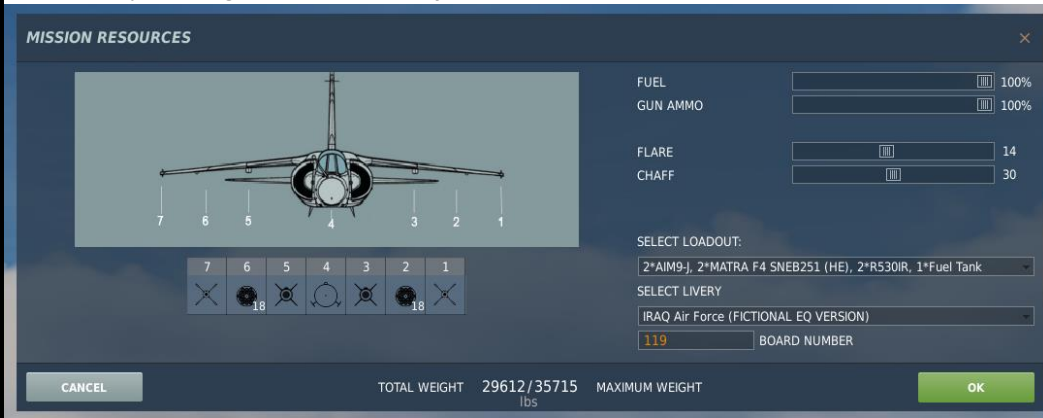 MISSION RESOURCES
×
FUEL 100%
GUN AMMO 100%
FLARE 14
CHAFF 30
7 6 5 4 3 2 1
SELECT LOADOUT:
2*AIM9-J, 2*MATRA F4 SNEB251 (HE), 2*R530IR, 1*Fuel Tank
SELECT LIVERY
IRAQ Air Force (FICTIONAL EQ VERSION)
119 BOARD NUMBER
7 6 5 4 3 2 1
18 18
CANCEL
TOTAL WEIGHT 29612/35715 MAXIMUM WEIGHT
lbs
OK